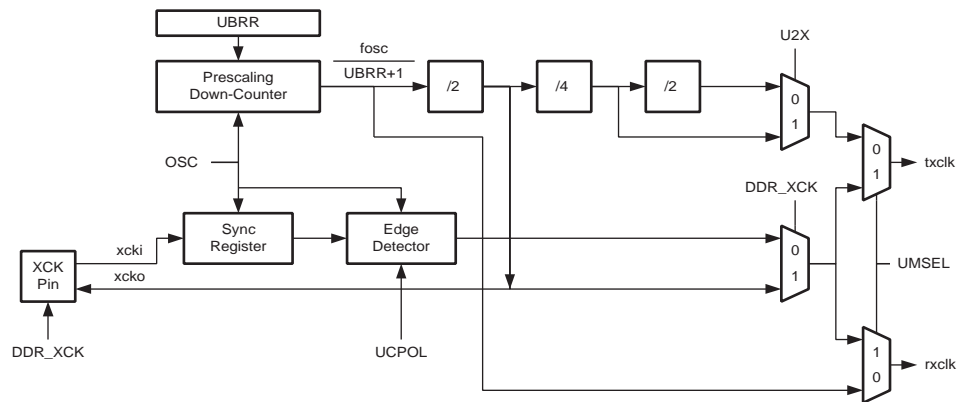 UBRR
fosc
UBRR+1
U2X
Prescaling
Down-Counter
/2
/4
/2
0
1
OSC
0
1
txclk
DDR_XCK
Sync
Register
Edge
Detector
xcki
XCK
Pin
xcko
0
1
UMSEL
DDR_XCK
UCPOL
1
0
rxclk